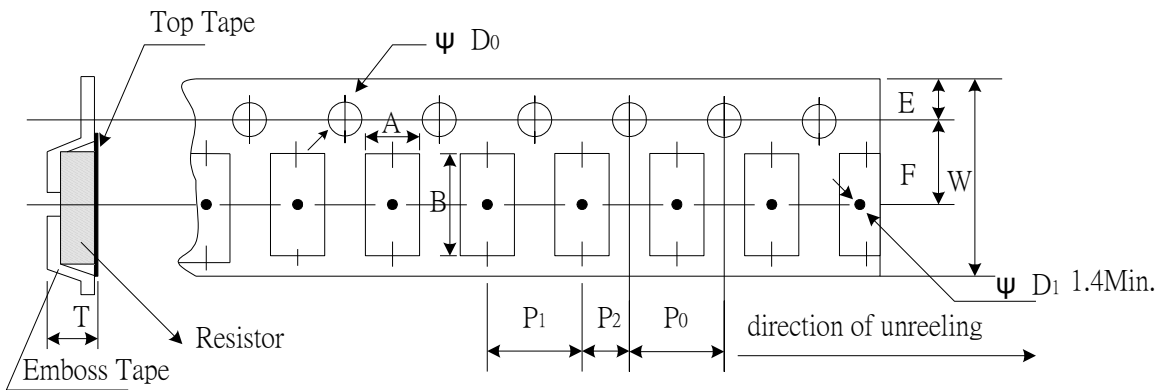 Top Tape
Ψ D0
E
A
F
W
B
Ψ D1 1.4Min.
T
P1
P2
P0
direction of unreeling
Resistor
Emboss Tape